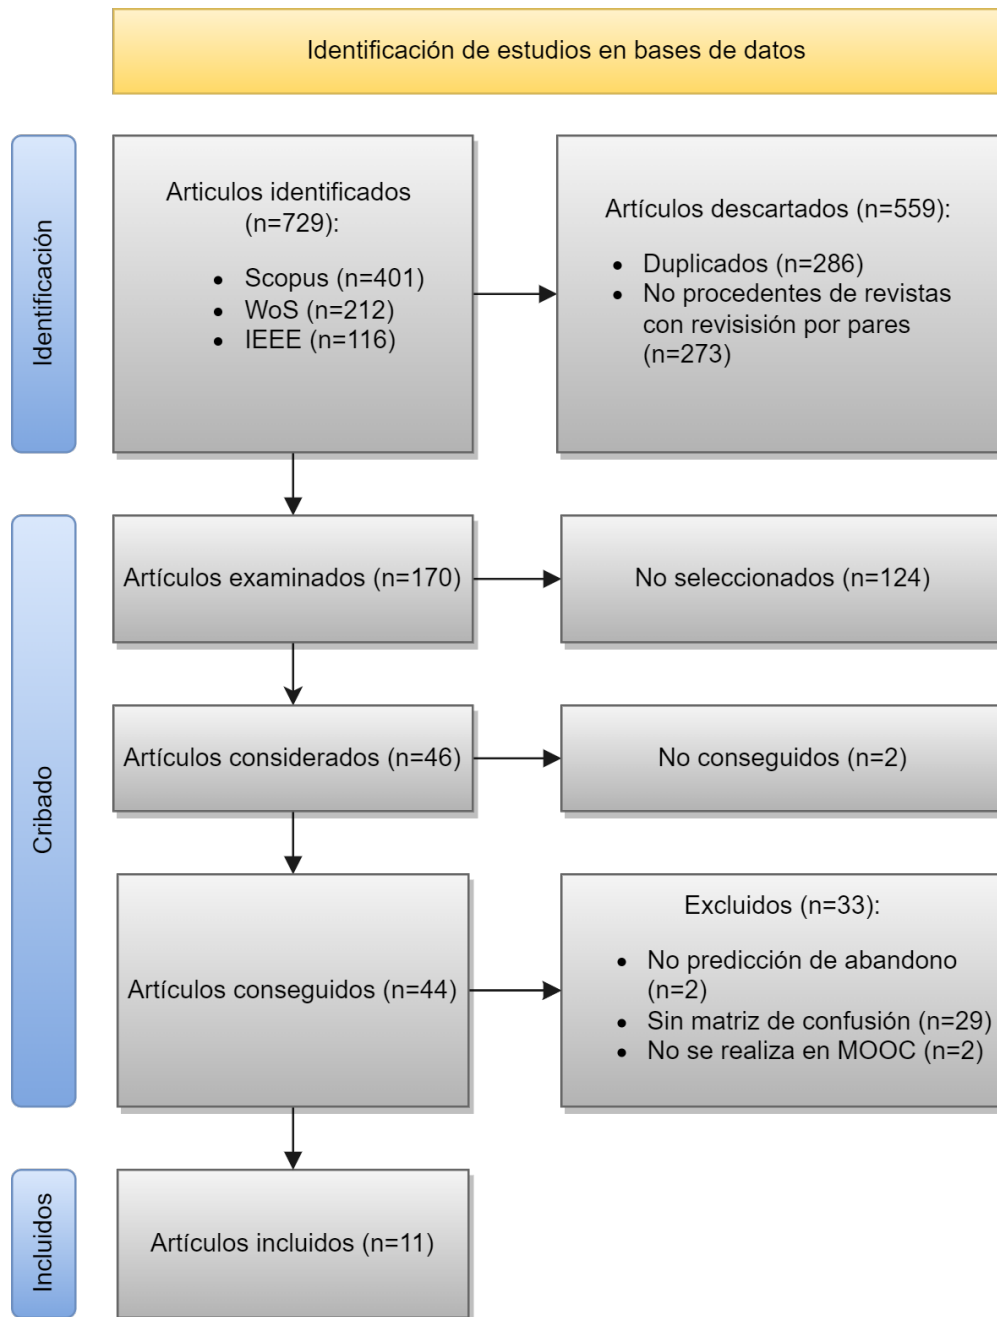 Identificación de estudios en bases de datos
Identificación
Articulos identificados
(n=729):
• Scopus (n=401)
• WoS (n=212)
• IEEE (n=116)
Artículos descartados (n=559):
• Duplicados (n=286)
• No procedentes de revistas
con revisisión por pares
(n=273)
Cribado
Artículos examinados (n=170)
No seleccionados (n=124)
Artículos considerados (n=46)
No conseguidos (n=2)
Artículos conseguidos (n=44)
Excluidos (n=33):
• No predicción de abandono
(n=2)
• Sin matriz de confusión (n=29)
• No se realiza en MOOC (n=2)
Incluidos
Artículos incluidos (n=11)